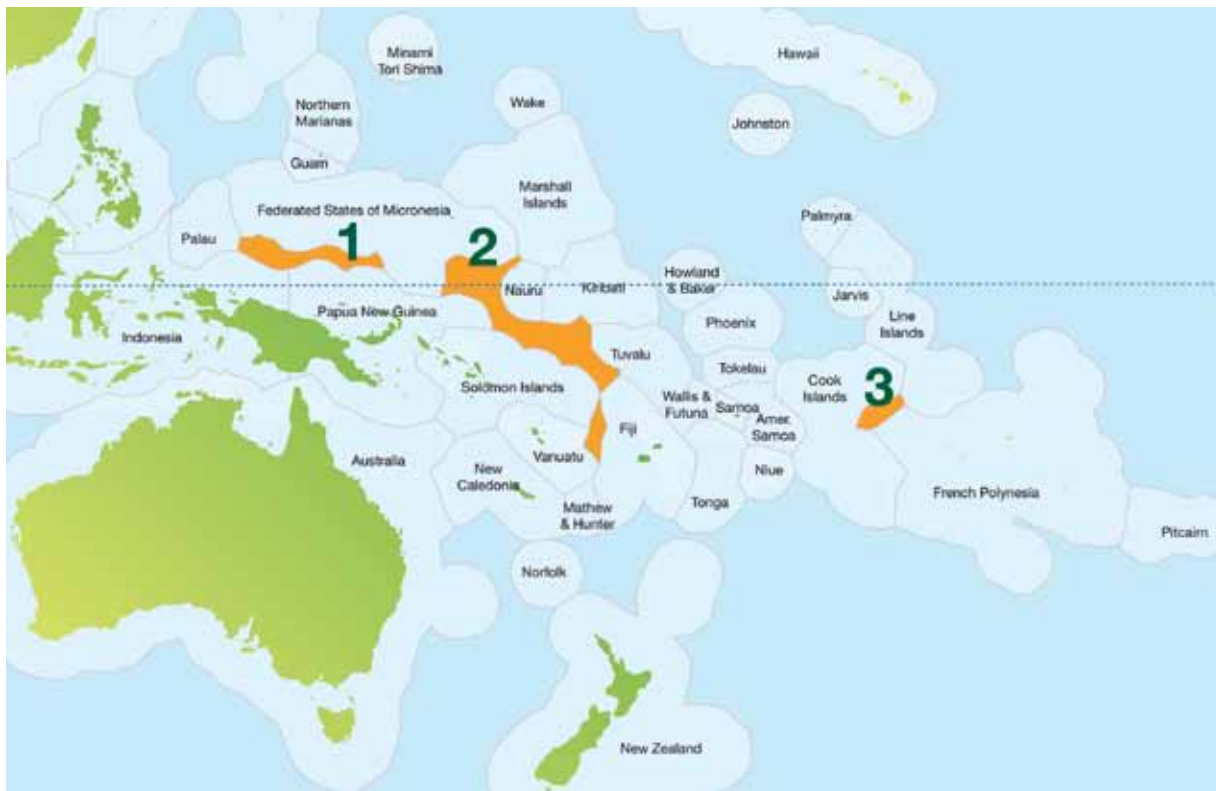 Minami
Tori Shima
Hawaii
Wake
Northern
Marianas
Johnston
Guam
Marshall
Islands
Federated States of Micronesia
Palmyra
Palau
1
2
Howland
& Baker
Nauru
Kiribati
Jarvis
Papua New Guinea
Line
Islands
Phoenix
Indonesia
Tuvalu
Tokelau
Solomon Islands
Cook
Islands
3
Wallis &
Futuna
Samoa
Amer.
Samoa
Fiji
Vanuatu
Australia
New
Caledonia
Niue
French Polynesia
Tonga
Mathew
& Hunter
Pitcairn
Norfolk
New Zealand